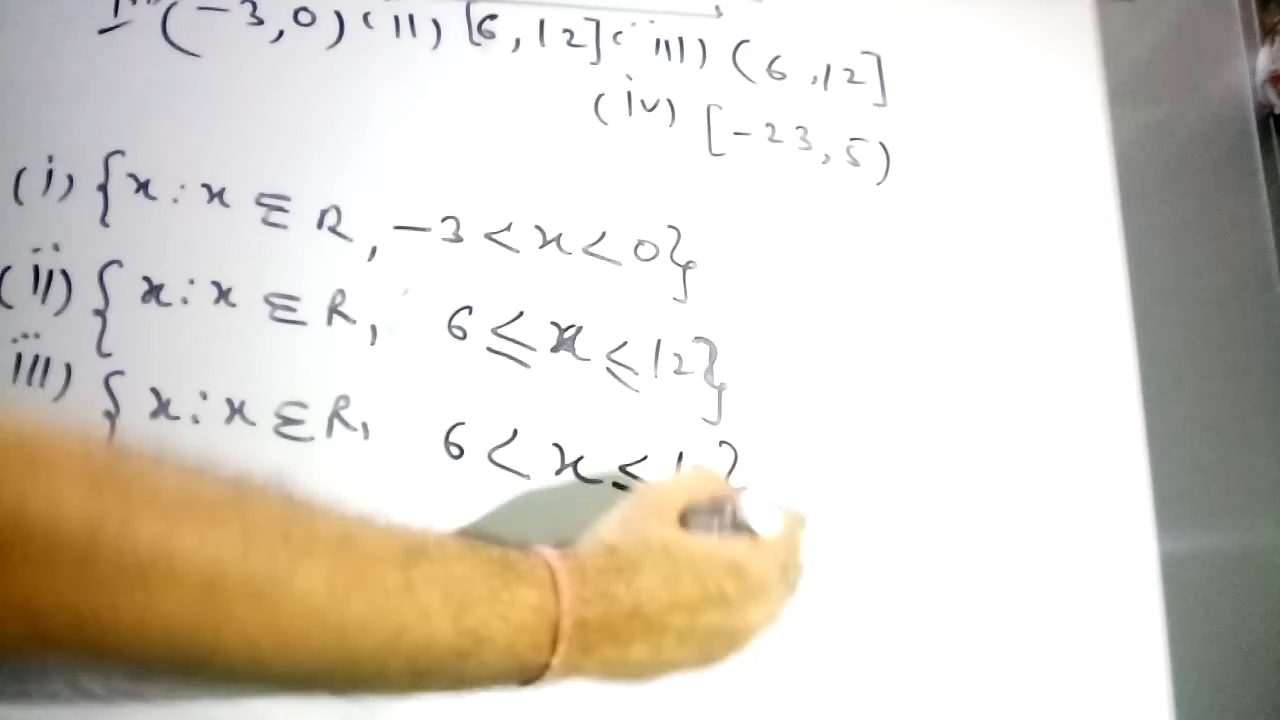 (-3,0) (ii) [6,12] (iii) (6,12]
(iv) [-23,5)
(i) {x:x ∈ R, -3<x<0}
(ii) {x:x ∈ R, 6≤x≤12}
iii) {x:x ∈ R, 6<x≤